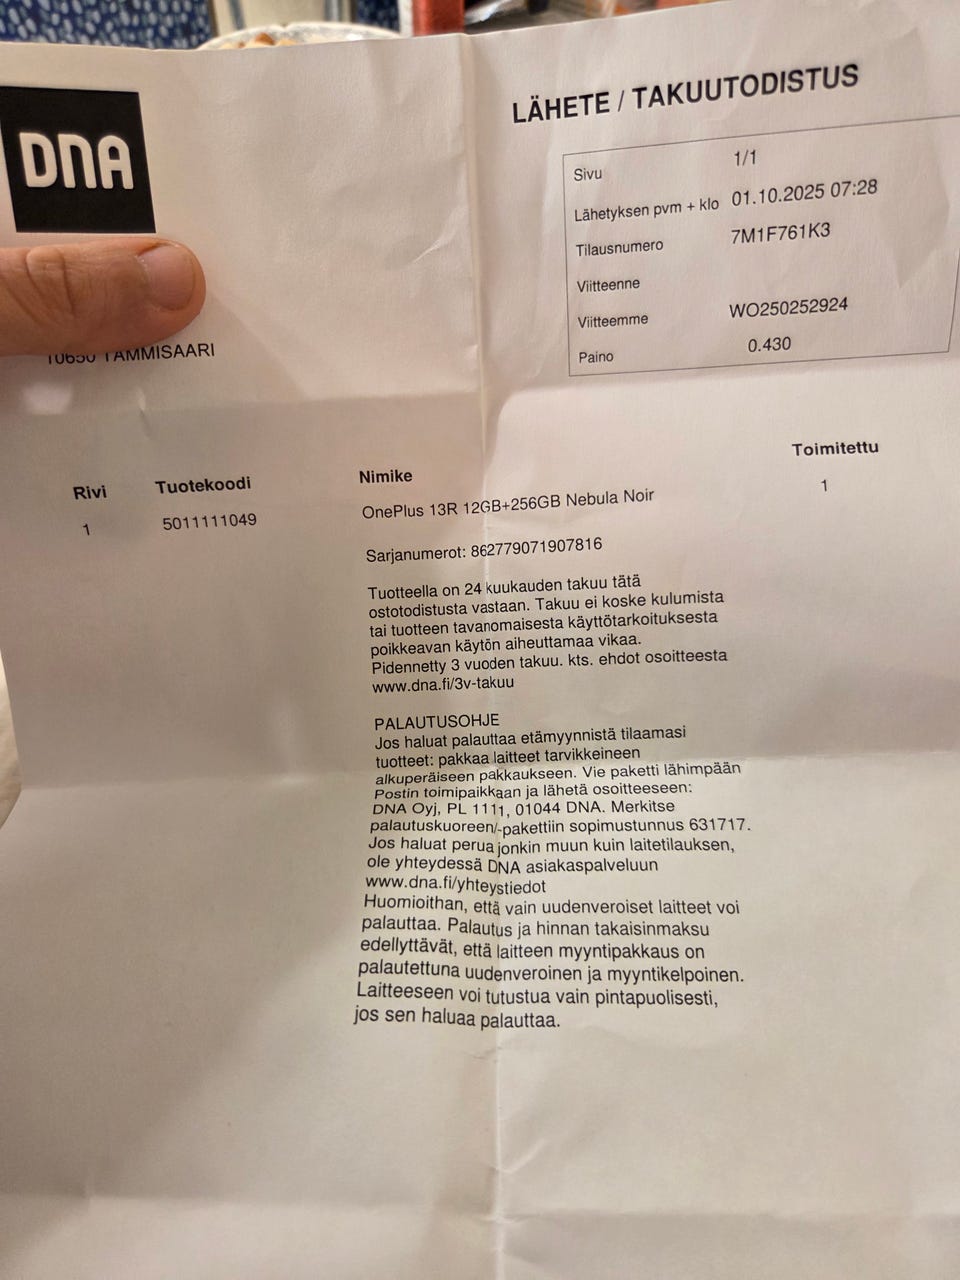 DNA
LÄHETE / TAKUUTODISTUS
Sivu 1/1
Lähetyksen pvm + klo 01.10.2025 07:28
Tilausnumero 7M1F761K3
Viitteenne
Viitteemme WO250252924
Paino 0.430
10650 TAMMISAARI
Rivi Tuotekoodi Nimike Toimitettu
1 5011111049 OnePlus 13R 12GB+256GB Nebula Noir 1
Sarjanumerot: 862779071907816
Tuotteella on 24 kuukauden takuu tätä
ostotodistusta vastaan. Takuu ei koske kulumista
tai tuotteen tavanomaisesta käyttötarkoituksesta
poikkeavan käytön aiheuttamaa vikaa.
Pidennetty 3 vuoden takuu. kts. ehdot osoitteesta
www.dna.fi/3v-takuu
PALAUTUSOHJE
Jos haluat palauttaa etämyynnistä tilaamasi
tuotteet: pakkaa laitteet tarvikkeineen
alkuperäiseen pakkaukseen. Vie paketti lähimpään
Postin toimipaikkaan ja lähetä osoitteeseen:
DNA Oyj, PL 1111, 01044 DNA. Merkitse
palautuskuoreen/-pakettiin sopimustunnus 631717.
Jos haluat perua jonkin muun kuin laitetilauksen,
ole yhteydessä DNA asiakaspalveluun
www.dna.fi/yhteystiedot
Huomioithan, että vain uudenveroiset laitteet voi
palauttaa. Palautus ja hinnan takaisinmaksu
edellyttävät, että laitteen myyntipakkaus on
palautettuna uudenveroinen ja myyntikelpoinen.
Laitteeseen voi tutustua vain pintapuolisesti,
jos sen haluaa palauttaa.